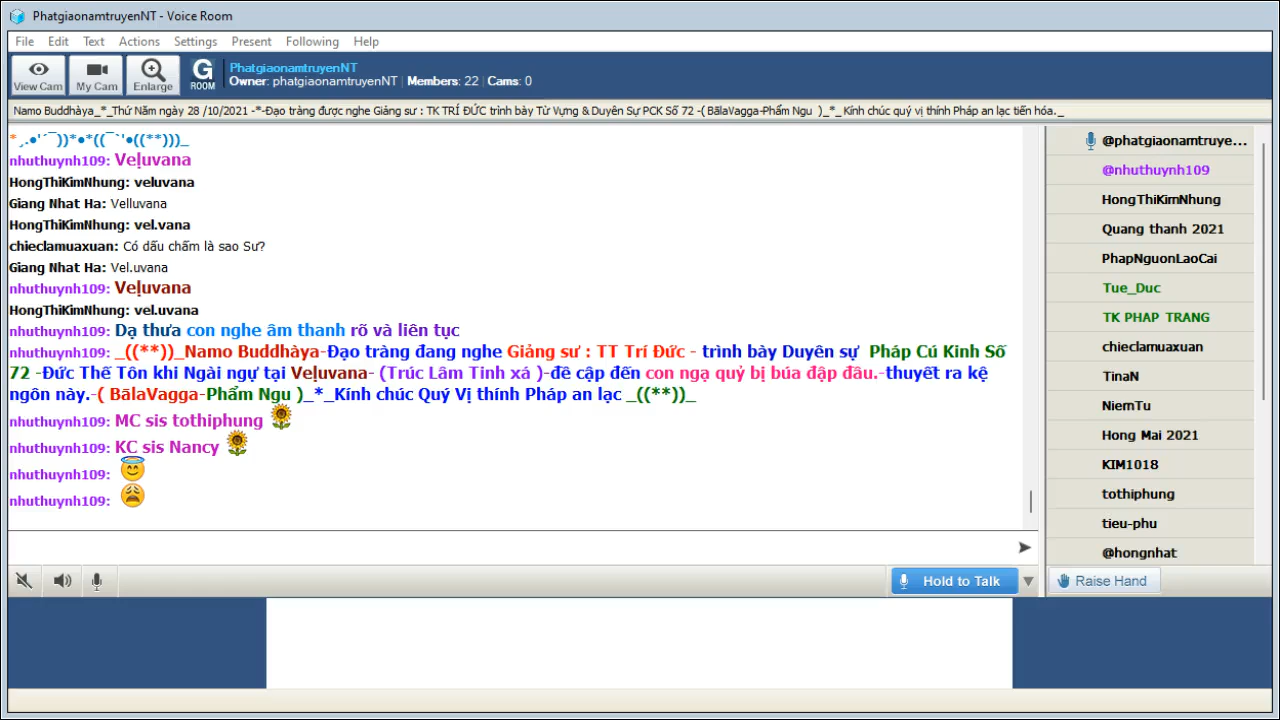 PhatgiaonamtruyenNT - Voice Room
File Edit Text Actions Settings Present Following Help
View Cam My Cam Enlarge G ROOM
PhatgiaonamtruyenNT
Owner: phatgiaonamtruyenNT | Members: 22 | Cams: 0
Namo Buddhàya_*_Thứ Năm ngày 28 /10/2021 -*-Đạo tràng được nghe Giảng sư : TK TRÍ ĐỨC trình bày Từ Vựng & Duyên Sự PCK Số 72 -( BãlaVagga-Phẩm Ngu )_*_ Kính chúc quý vị thính Pháp an lạc tiến hóa._
*¸.●'´¯))*●*((¯`'●((**)))_
nhuthuynh109: Veḷuvana
HongThiKimNhung: veluvana
Giang Nhat Ha: Velluvana
HongThiKimNhung: vel.vana
chieclamuaxuan: Có dấu chấm là sao Sư?
Giang Nhat Ha: Vel.uvana
nhuthuynh109: Veḷuvana
HongThiKimNhung: vel.uvana
nhuthuynh109: Dạ thưa con nghe âm thanh rõ và liên tục
nhuthuynh109: _((**))_Namo Buddhàya-Đạo tràng đang nghe Giảng sư : TT Trí Đức - trình bày Duyên sự Pháp Cú Kinh Số
72 -Đức Thế Tôn khi Ngài ngự tại Veḷuvana- (Trúc Lâm Tinh xá )-đề cập đến con ngạ quỷ bị búa đập đầu.-thuyết ra kệ
ngôn này.-( BãlaVagga-Phẩm Ngu )_*_Kính chúc Quý Vị thính Pháp an lạc _((**))_
nhuthuynh109: MC sis tothiphung
nhuthuynh109: KC sis Nancy
nhuthuynh109:
nhuthuynh109:
@phatgiaonamtruye...
@nhuthuynh109
HongThiKimNhung
Quang thanh 2021
PhapNguonLaoCai
Tue_Duc
TK PHAP TRANG
chieclamuaxuan
TinaN
NiemTu
Hong Mai 2021
KIM1018
tothiphung
tieu-phu
@hongnhat
Hold to Talk
Raise Hand